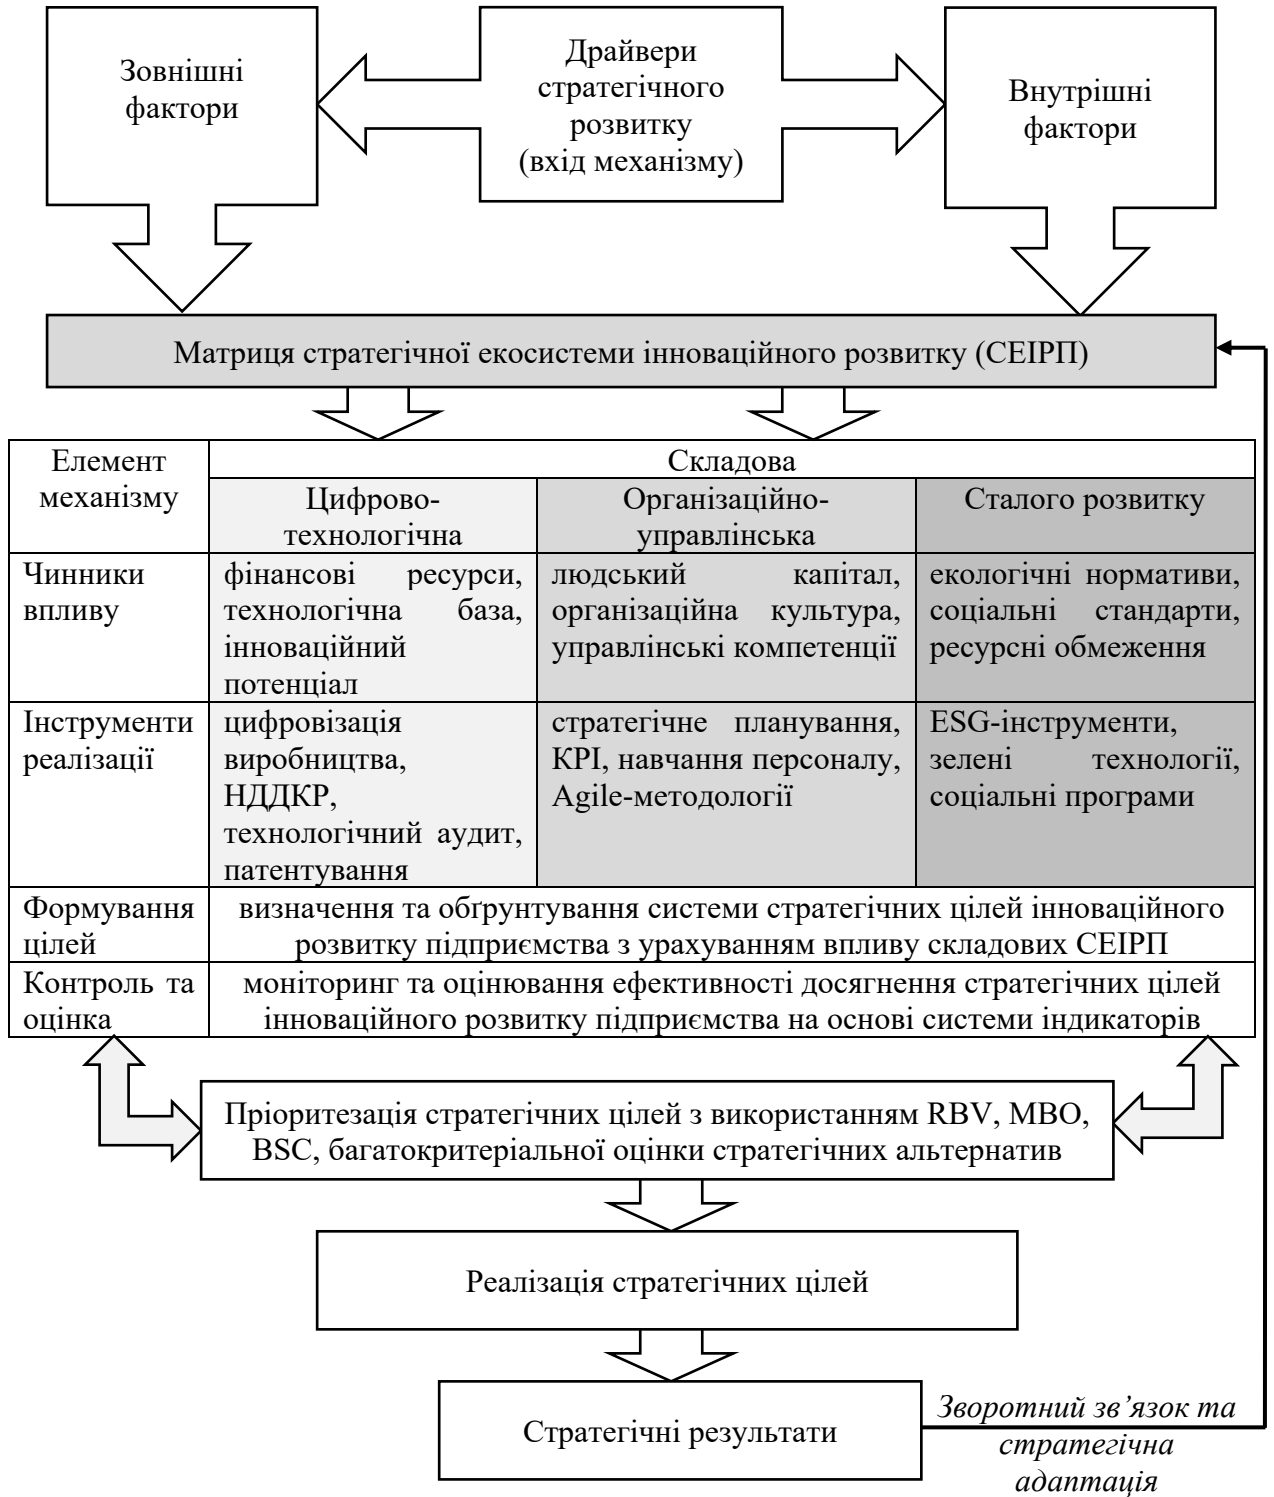 Зовнішні
фактори
Драйвери
стратегічного
розвитку
(вхід механізму)
Внутрішні
фактори
Матриця стратегічної екосистеми інноваційного розвитку (СЕІРП)
Елемент
механізму
Складова
Цифрово-
технологічна
Організаційно-
управлінська
Сталого розвитку
Чинники
впливу
фінансові ресурси,
технологічна база,
інноваційний
потенціал
людський капітал,
організаційна культура,
управлінські компетенції
екологічні нормативи,
соціальні стандарти,
ресурсні обмеження
Інструменти
реалізації
цифровізація
виробництва,
НДДКР,
технологічний аудит,
патентування
стратегічне планування,
KPI, навчання персоналу,
Agile-методології
ESG-інструменти,
зелені технології,
соціальні програми
Формування
цілей
визначення та обґрунтування системи стратегічних цілей інноваційного
розвитку підприємства з урахуванням впливу складових СЕІРП
Контроль та
оцінка
моніторинг та оцінювання ефективності досягнення стратегічних цілей
інноваційного розвитку підприємства на основі системи індикаторів
Пріоритезація стратегічних цілей з використанням RBV, MBO,
BSC, багатокритеріальної оцінки стратегічних альтернатив
Реалізація стратегічних цілей
Стратегічні результати
Зворотний зв’язок та
стратегічна
адаптація